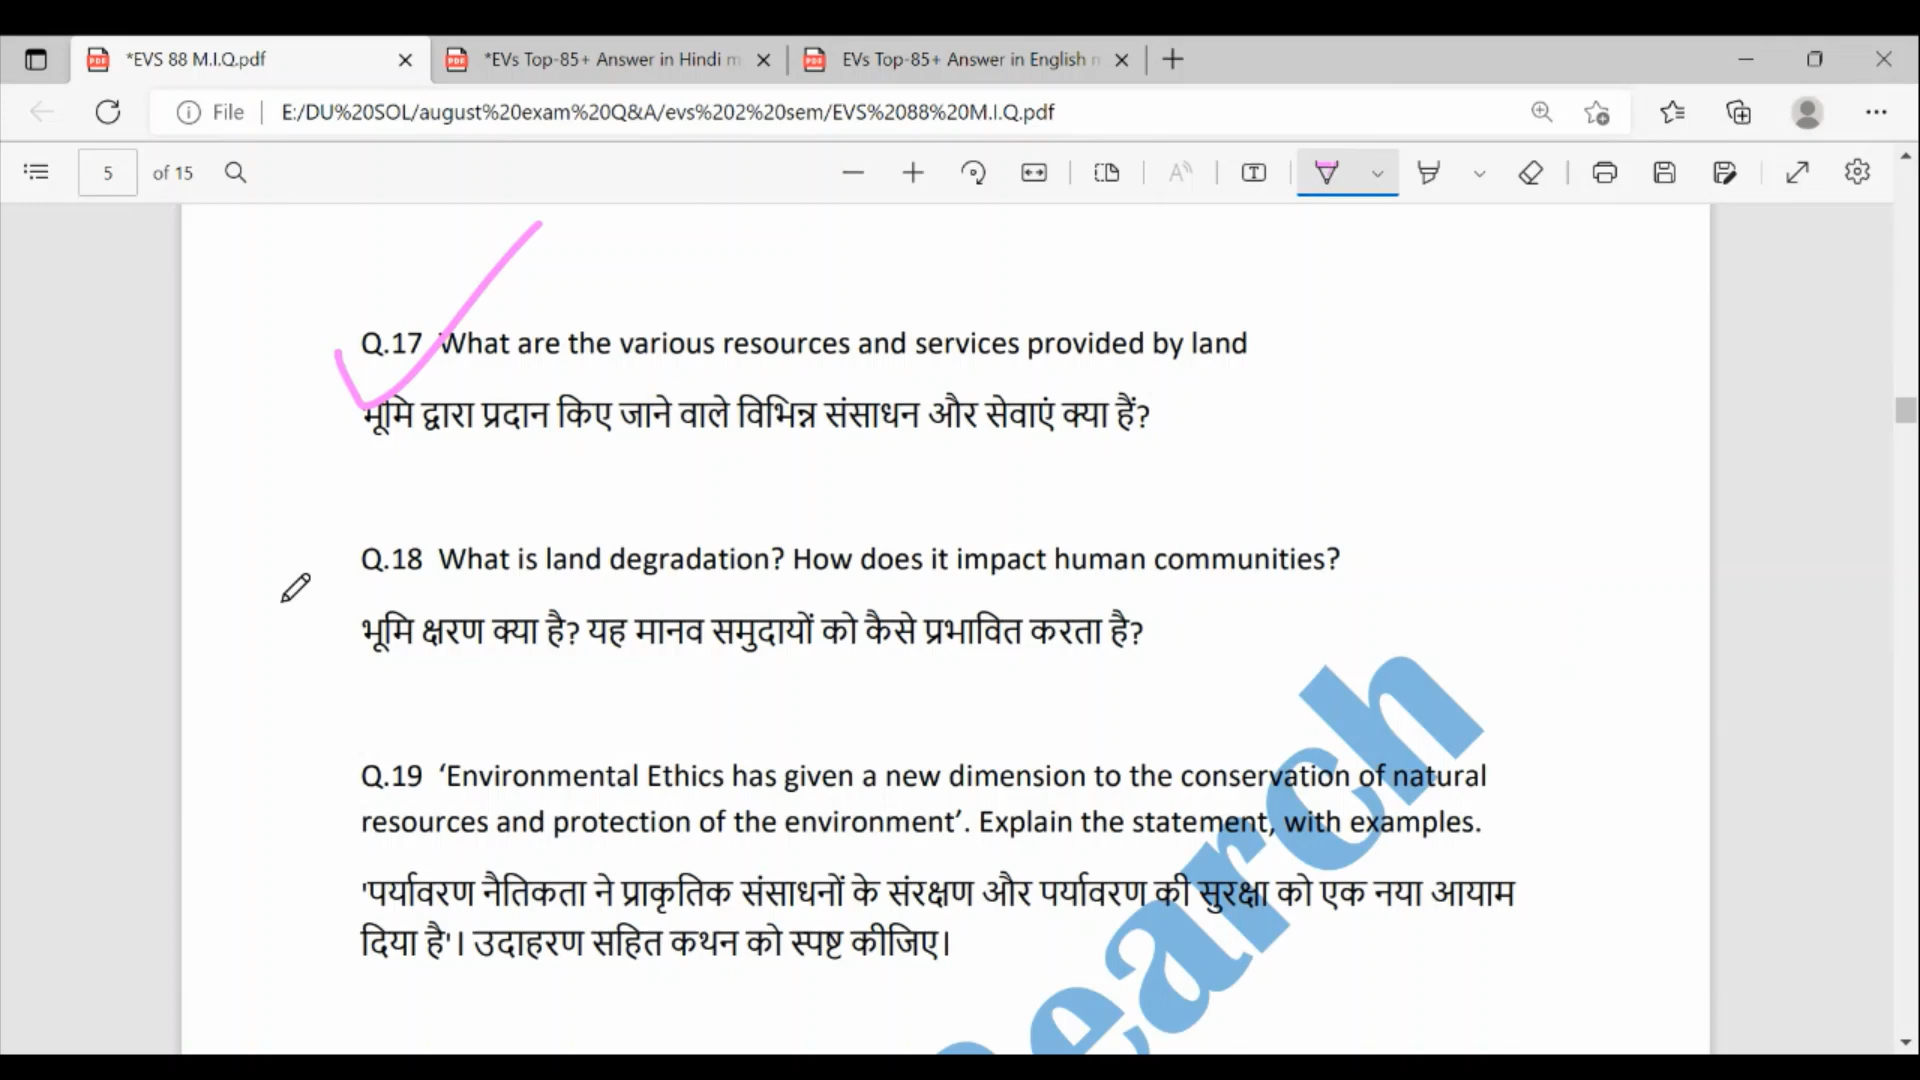 *EVS 88 M.I.Q.pdf
*EVs Top-85+ Answer in Hindi m
EVs Top-85+ Answer in English n
File
E:/DU%20SOL/august%20exam%20Q&A/evs%202%20sem/EVS%2088%20M.I.Q.pdf
5 of 15
Q.17 What are the various resources and services provided by land
भूमि द्वारा प्रदान किए जाने वाले विभिन्न संसाधन और सेवाएं क्या हैं?
Q.18 What is land degradation? How does it impact human communities?
भूमि क्षरण क्या है? यह मानव समुदायों को कैसे प्रभावित करता है?
Q.19 ‘Environmental Ethics has given a new dimension to the conservation of natural
resources and protection of the environment’. Explain the statement, with examples.
'पर्यावरण नैतिकता ने प्राकृतिक संसाधनों के संरक्षण और पर्यावरण की सुरक्षा को एक नया आयाम
दिया है'। उदाहरण सहित कथन को स्पष्ट कीजिए।
earch